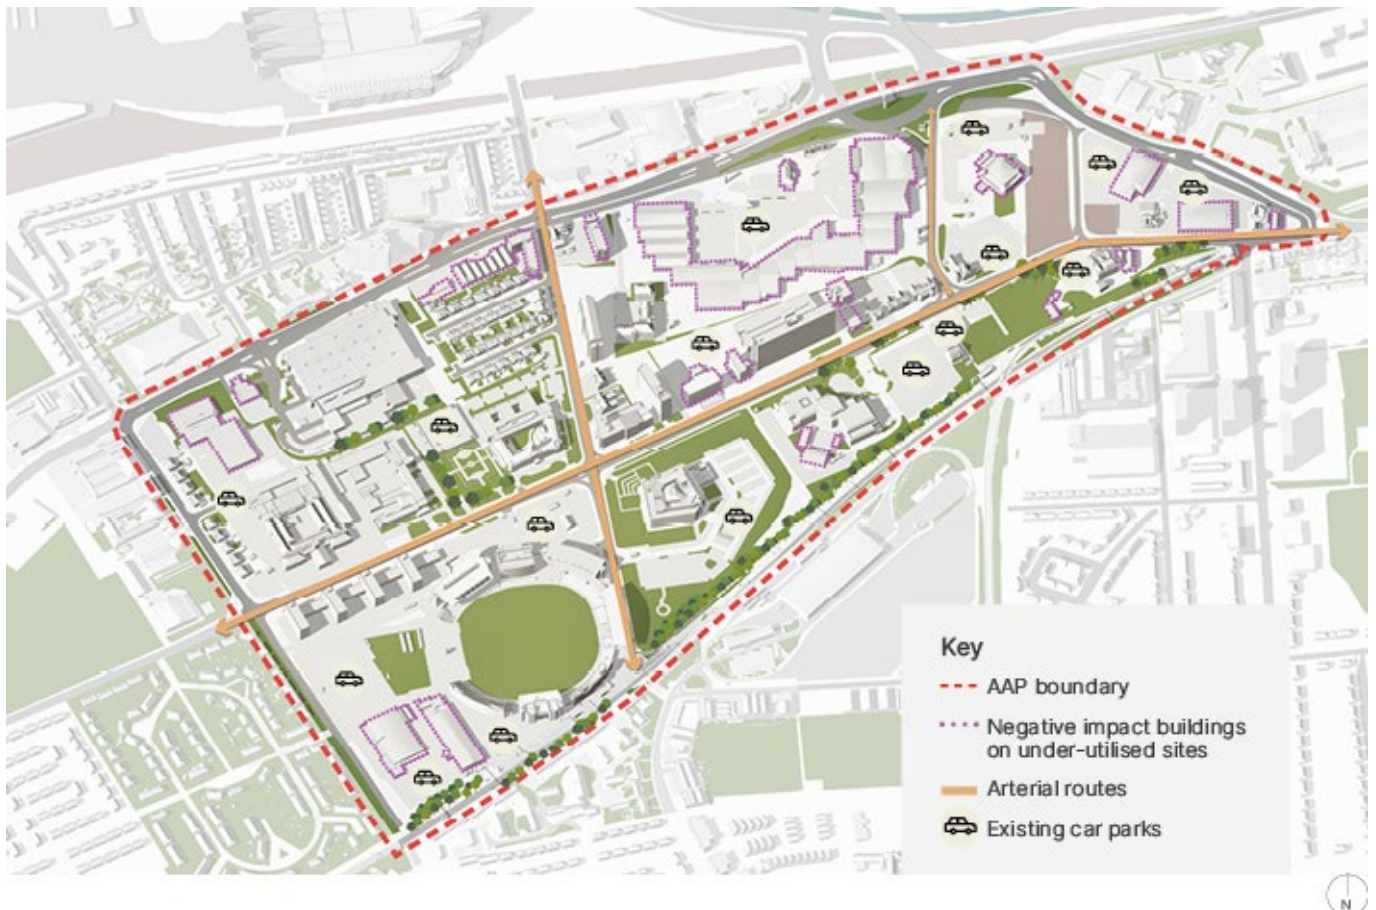 Key
AAP boundary
Negative impact buildings
on under-utilised sites
Arterial routes
Existing car parks
N